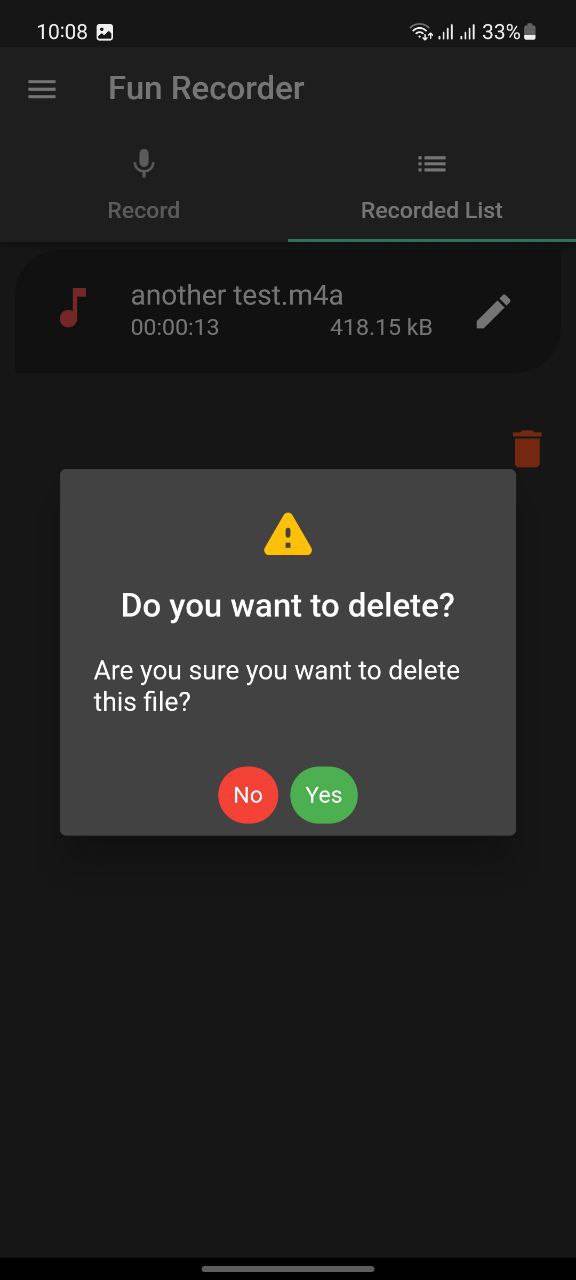 10:08 33%
Fun Recorder
Record Recorded List
another test.m4a
00:00:13 418.15 kB
Do you want to delete?
Are you sure you want to delete
this file?
No Yes